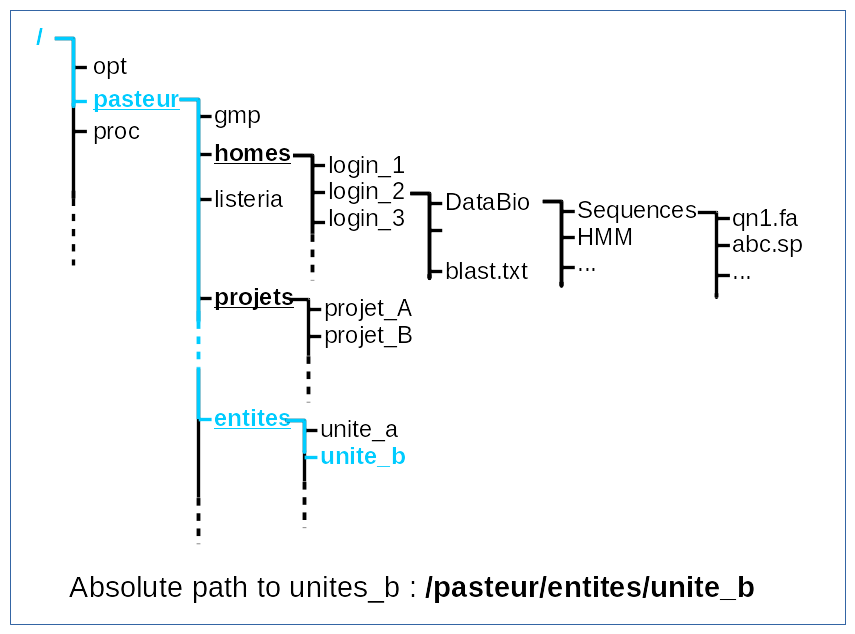 /
opt
pasteur
proc
gmp
homes
listeria
login_1
login_2
login_3
DataBio
blast.txt
Sequences
HMM
...
qn1.fa
abc.sp
...
projets
projet_A
projet_B
entites
unite_a
unite_b
Absolute path to unites_b : /pasteur/entites/unite_b